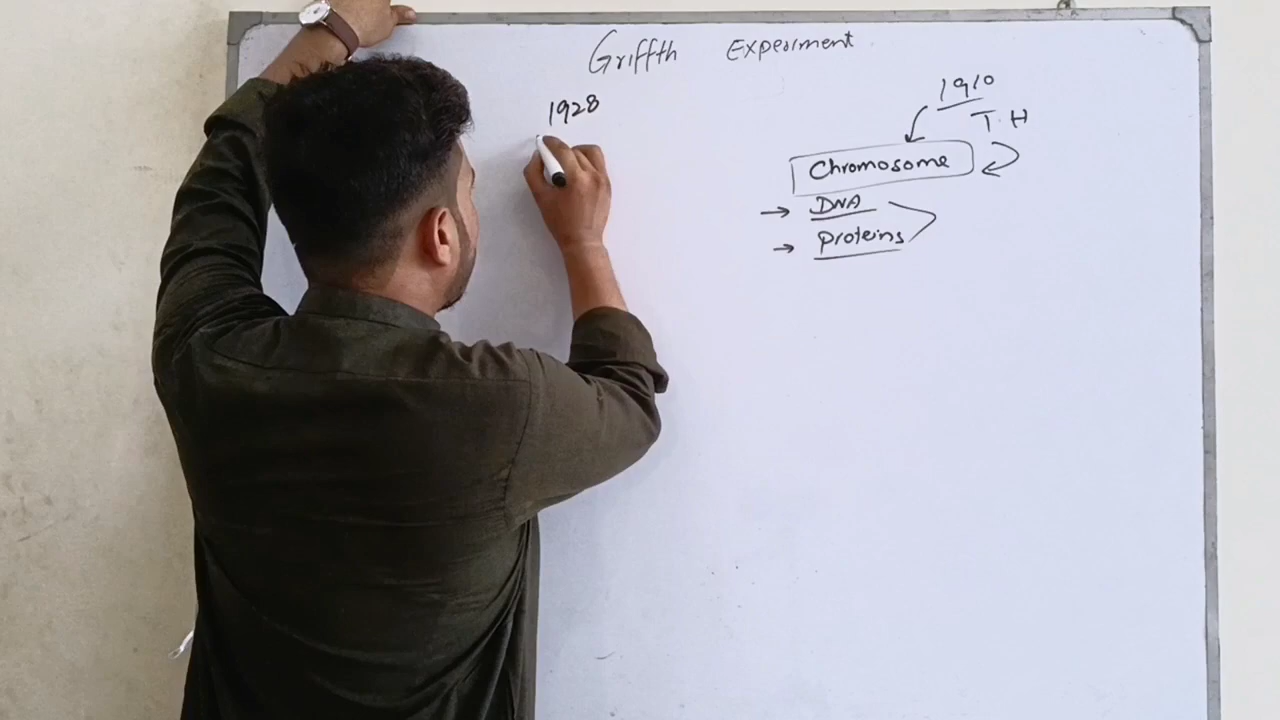 Griffth Experiment
1928
1910
T.H
Chromosome
→ DNA
→ Proteins